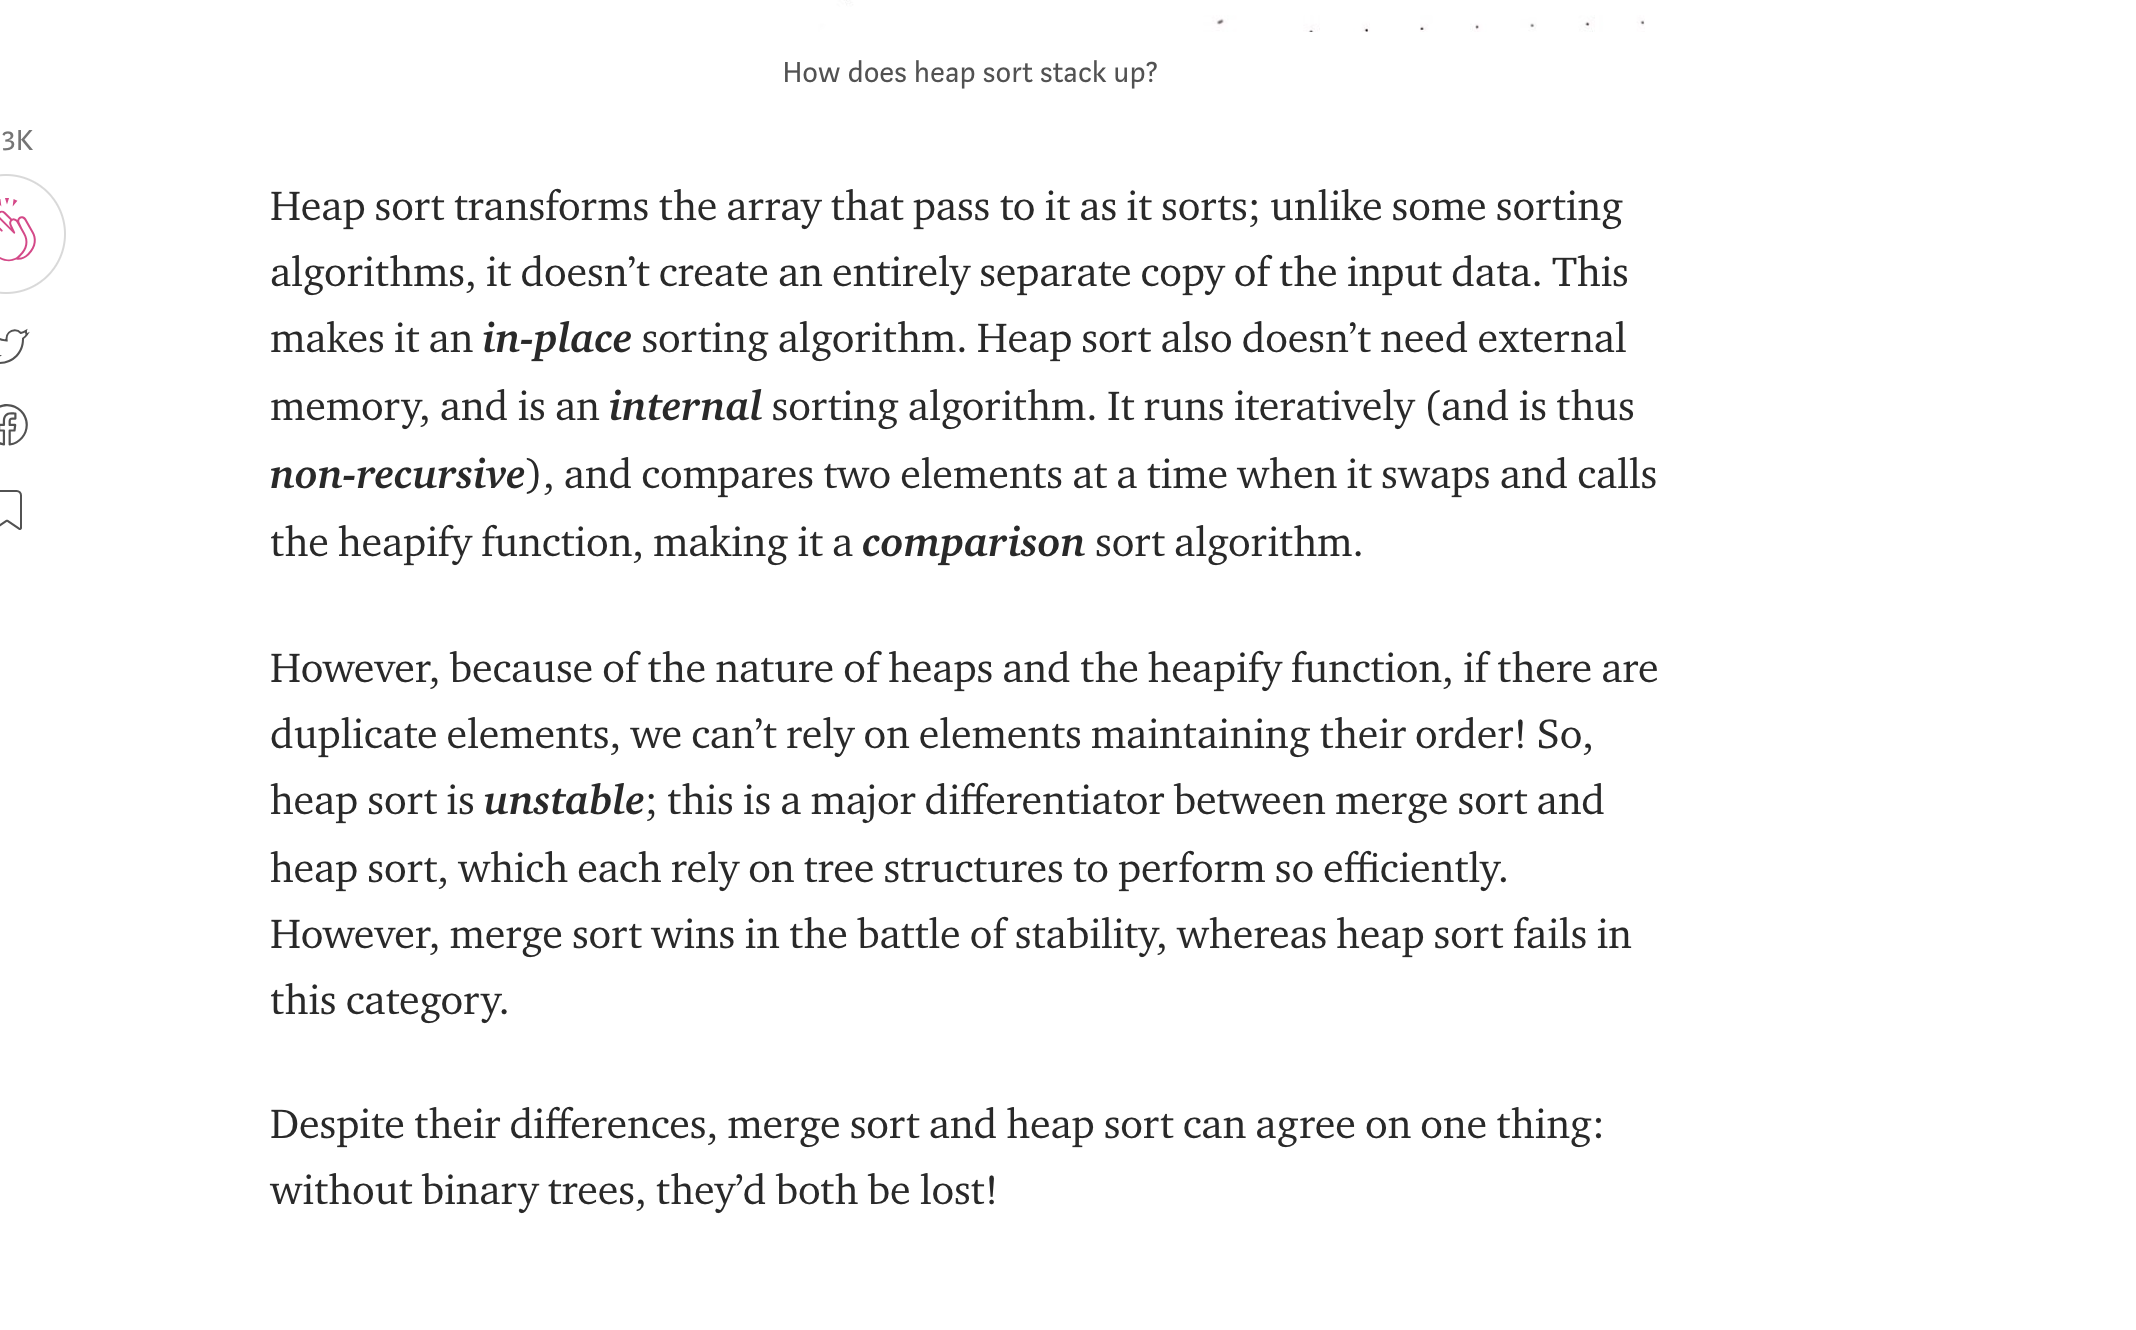 How does heap sort stack up?
3K
Heap sort transforms the array that pass to it as it sorts; unlike some sorting
algorithms, it doesn’t create an entirely separate copy of the input data. This
makes it an in-place sorting algorithm. Heap sort also doesn’t need external
memory, and is an internal sorting algorithm. It runs iteratively (and is thus
non-recursive), and compares two elements at a time when it swaps and calls
the heapify function, making it a comparison sort algorithm.
However, because of the nature of heaps and the heapify function, if there are
duplicate elements, we can’t rely on elements maintaining their order! So,
heap sort is unstable; this is a major differentiator between merge sort and
heap sort, which each rely on tree structures to perform so efficiently.
However, merge sort wins in the battle of stability, whereas heap sort fails in
this category.
Despite their differences, merge sort and heap sort can agree on one thing:
without binary trees, they’d both be lost!